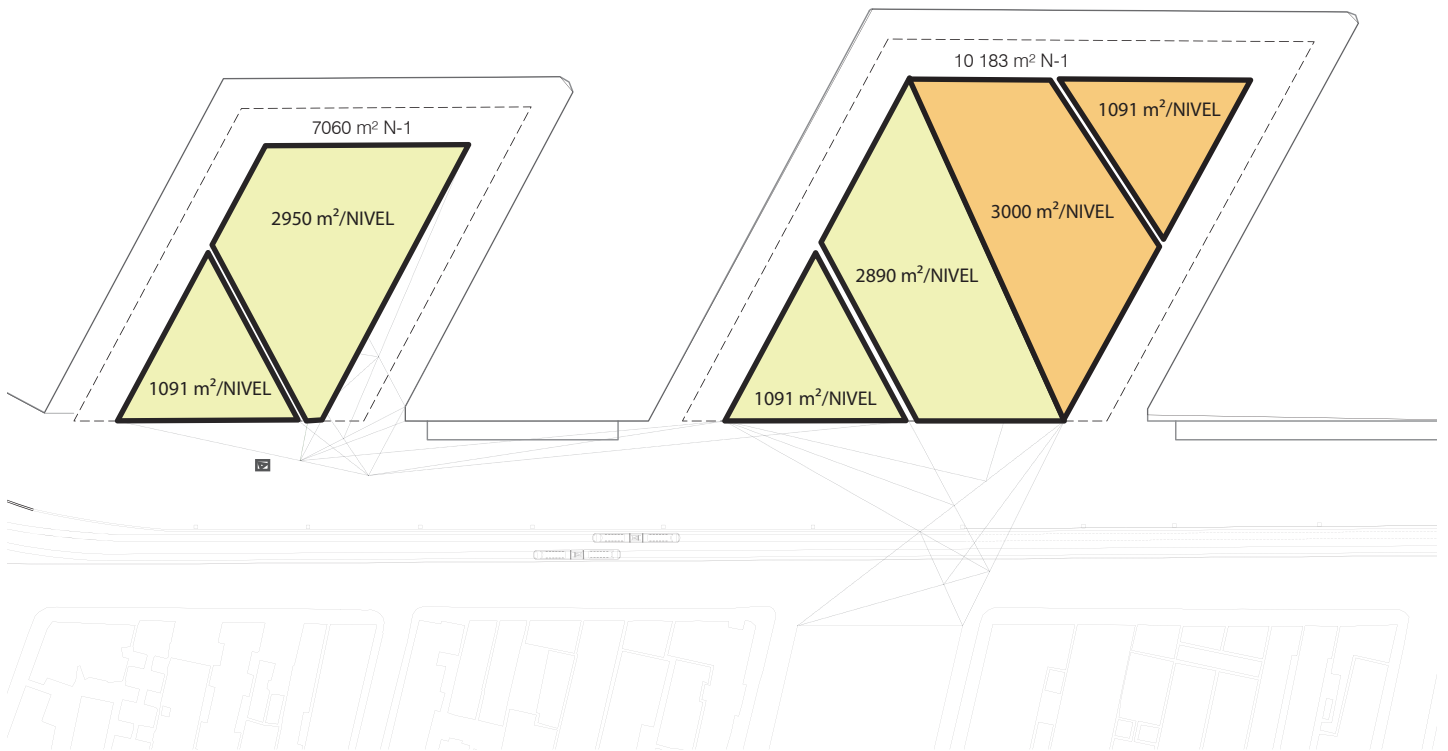 7060 m² N-1
2950 m²/NIVEL
1091 m²/NIVEL
10 183 m² N-1
1091 m²/NIVEL
3000 m²/NIVEL
2890 m²/NIVEL
1091 m²/NIVEL